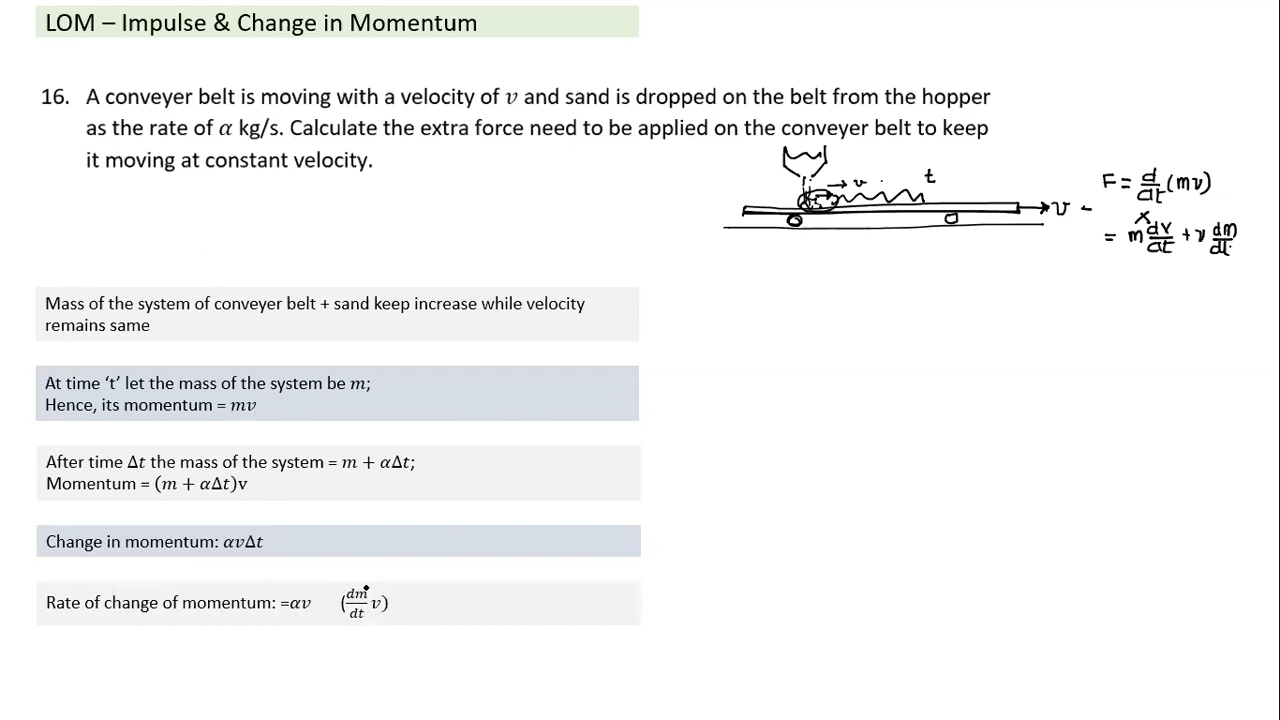 LOM – Impulse & Change in Momentum
16. A conveyer belt is moving with a velocity of v and sand is dropped on the belt from the hopper
as the rate of α kg/s. Calculate the extra force need to be applied on the conveyer belt to keep
it moving at constant velocity.
→ v
t
→ v -
F = d/dt (mv)
= m dv/dt + v dm/dt
Mass of the system of conveyer belt + sand keep increase while velocity
remains same
At time ‘t’ let the mass of the system be m;
Hence, its momentum = mv
After time Δt the mass of the system = m + αΔt;
Momentum = (m + αΔt)v
Change in momentum: αvΔt
Rate of change of momentum: =αv (dm/dt v)